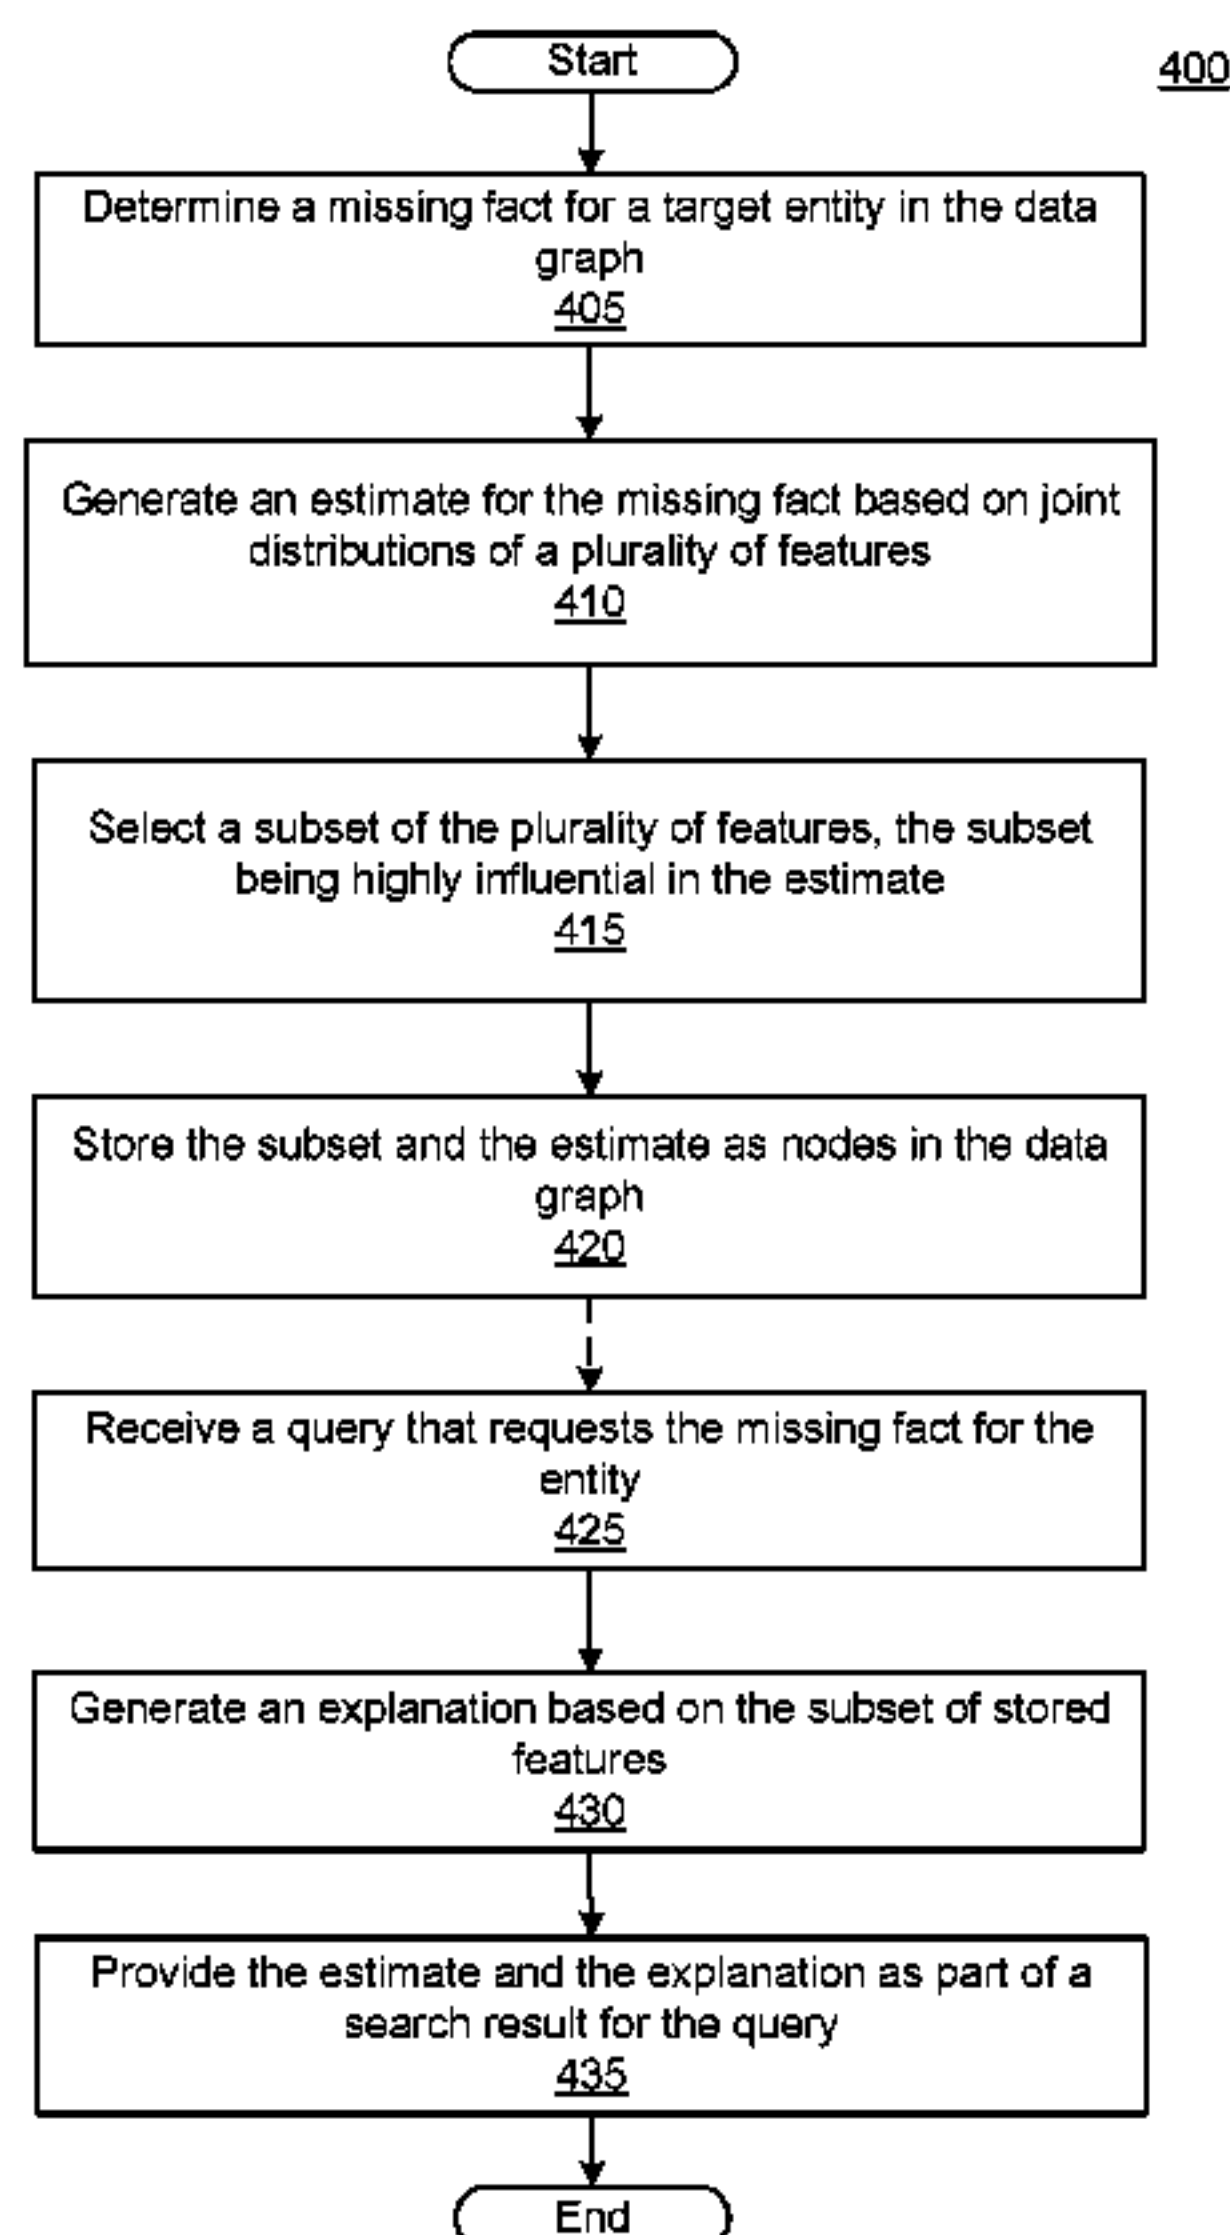 Start
400
Determine a missing fact for a target entity in the data
graph
405
Generate an estimate for the missing fact based on joint
distributions of a plurality of features
410
Select a subset of the plurality of features, the subset
being highly influential in the estimate
415
Store the subset and the estimate as nodes in the data
graph
420
Receive a query that requests the missing fact for the
entity
425
Generate an explanation based on the subset of stored
features
430
Provide the estimate and the explanation as part of a
search result for the query
435
End